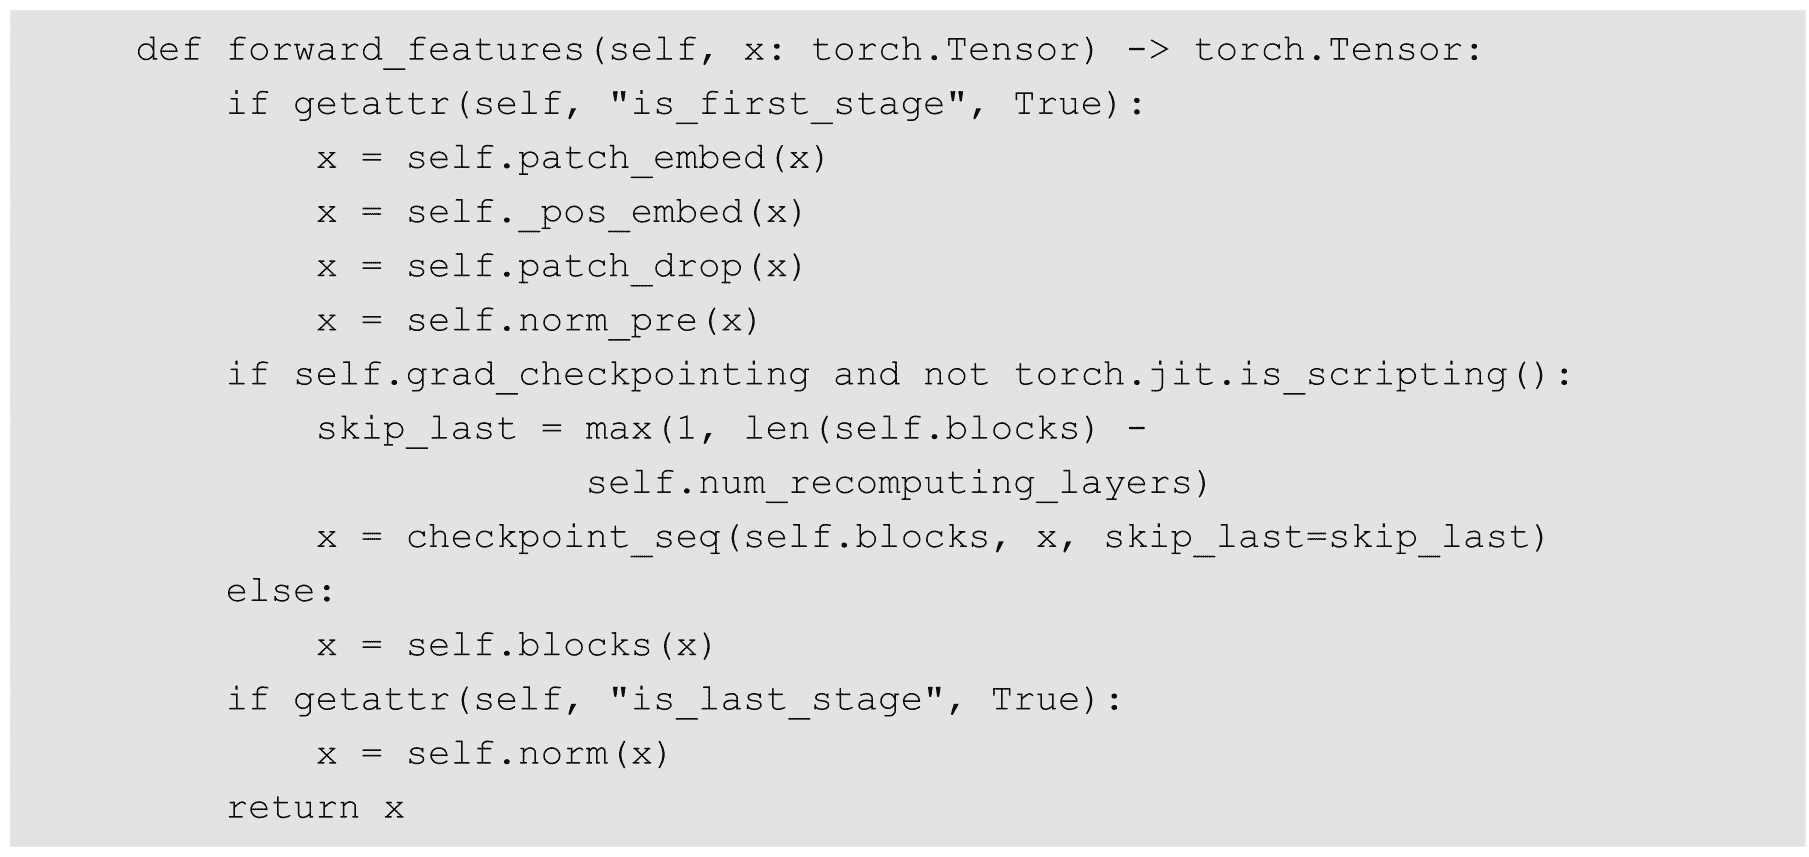 def forward_features(self, x: torch.Tensor) -> torch.Tensor:
    if getattr(self, "is_first_stage", True):
        x = self.patch_embed(x)
        x = self._pos_embed(x)
        x = self.patch_drop(x)
        x = self.norm_pre(x)
    if self.grad_checkpointing and not torch.jit.is_scripting():
        skip_last = max(1, len(self.blocks) -
                    self.num_recomputing_layers)
        x = checkpoint_seq(self.blocks, x, skip_last=skip_last)
    else:
        x = self.blocks(x)
    if getattr(self, "is_last_stage", True):
        x = self.norm(x)
    return x